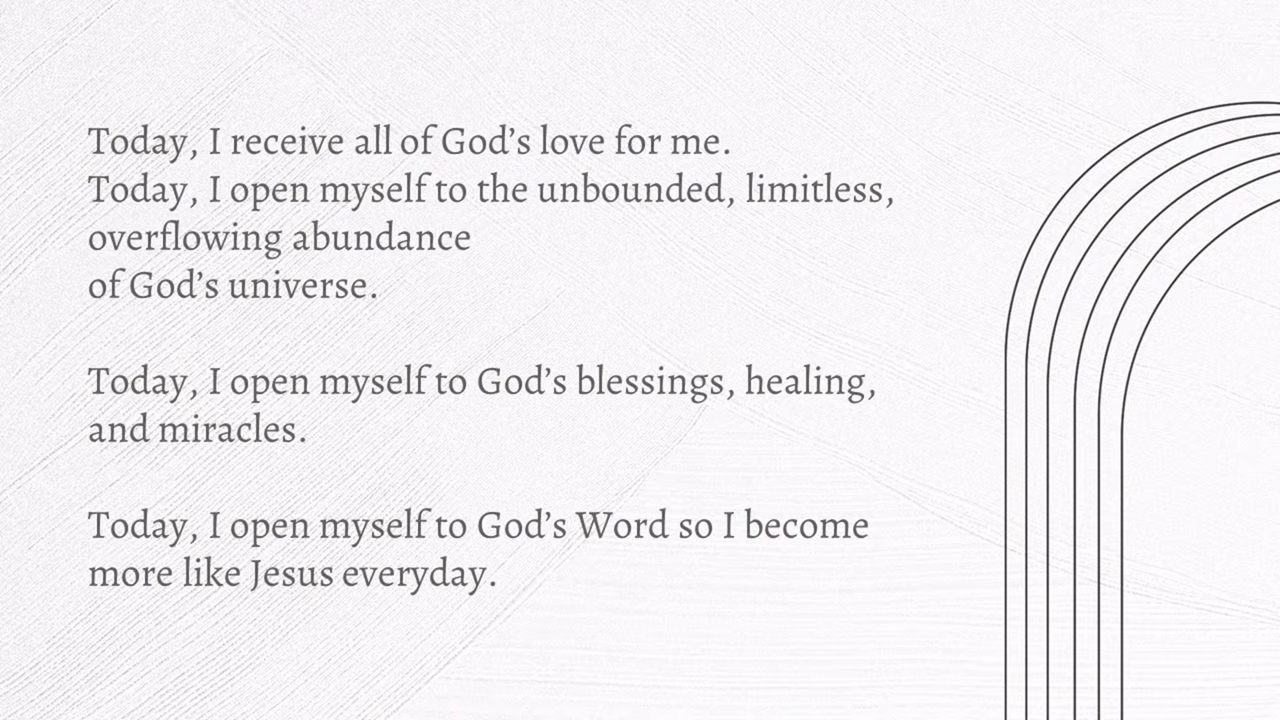 Today, I receive all of God’s love for me.
Today, I open myself to the unbounded, limitless,
overflowing abundance
of God’s universe.
Today, I open myself to God’s blessings, healing,
and miracles.
Today, I open myself to God’s Word so I become
more like Jesus everyday.